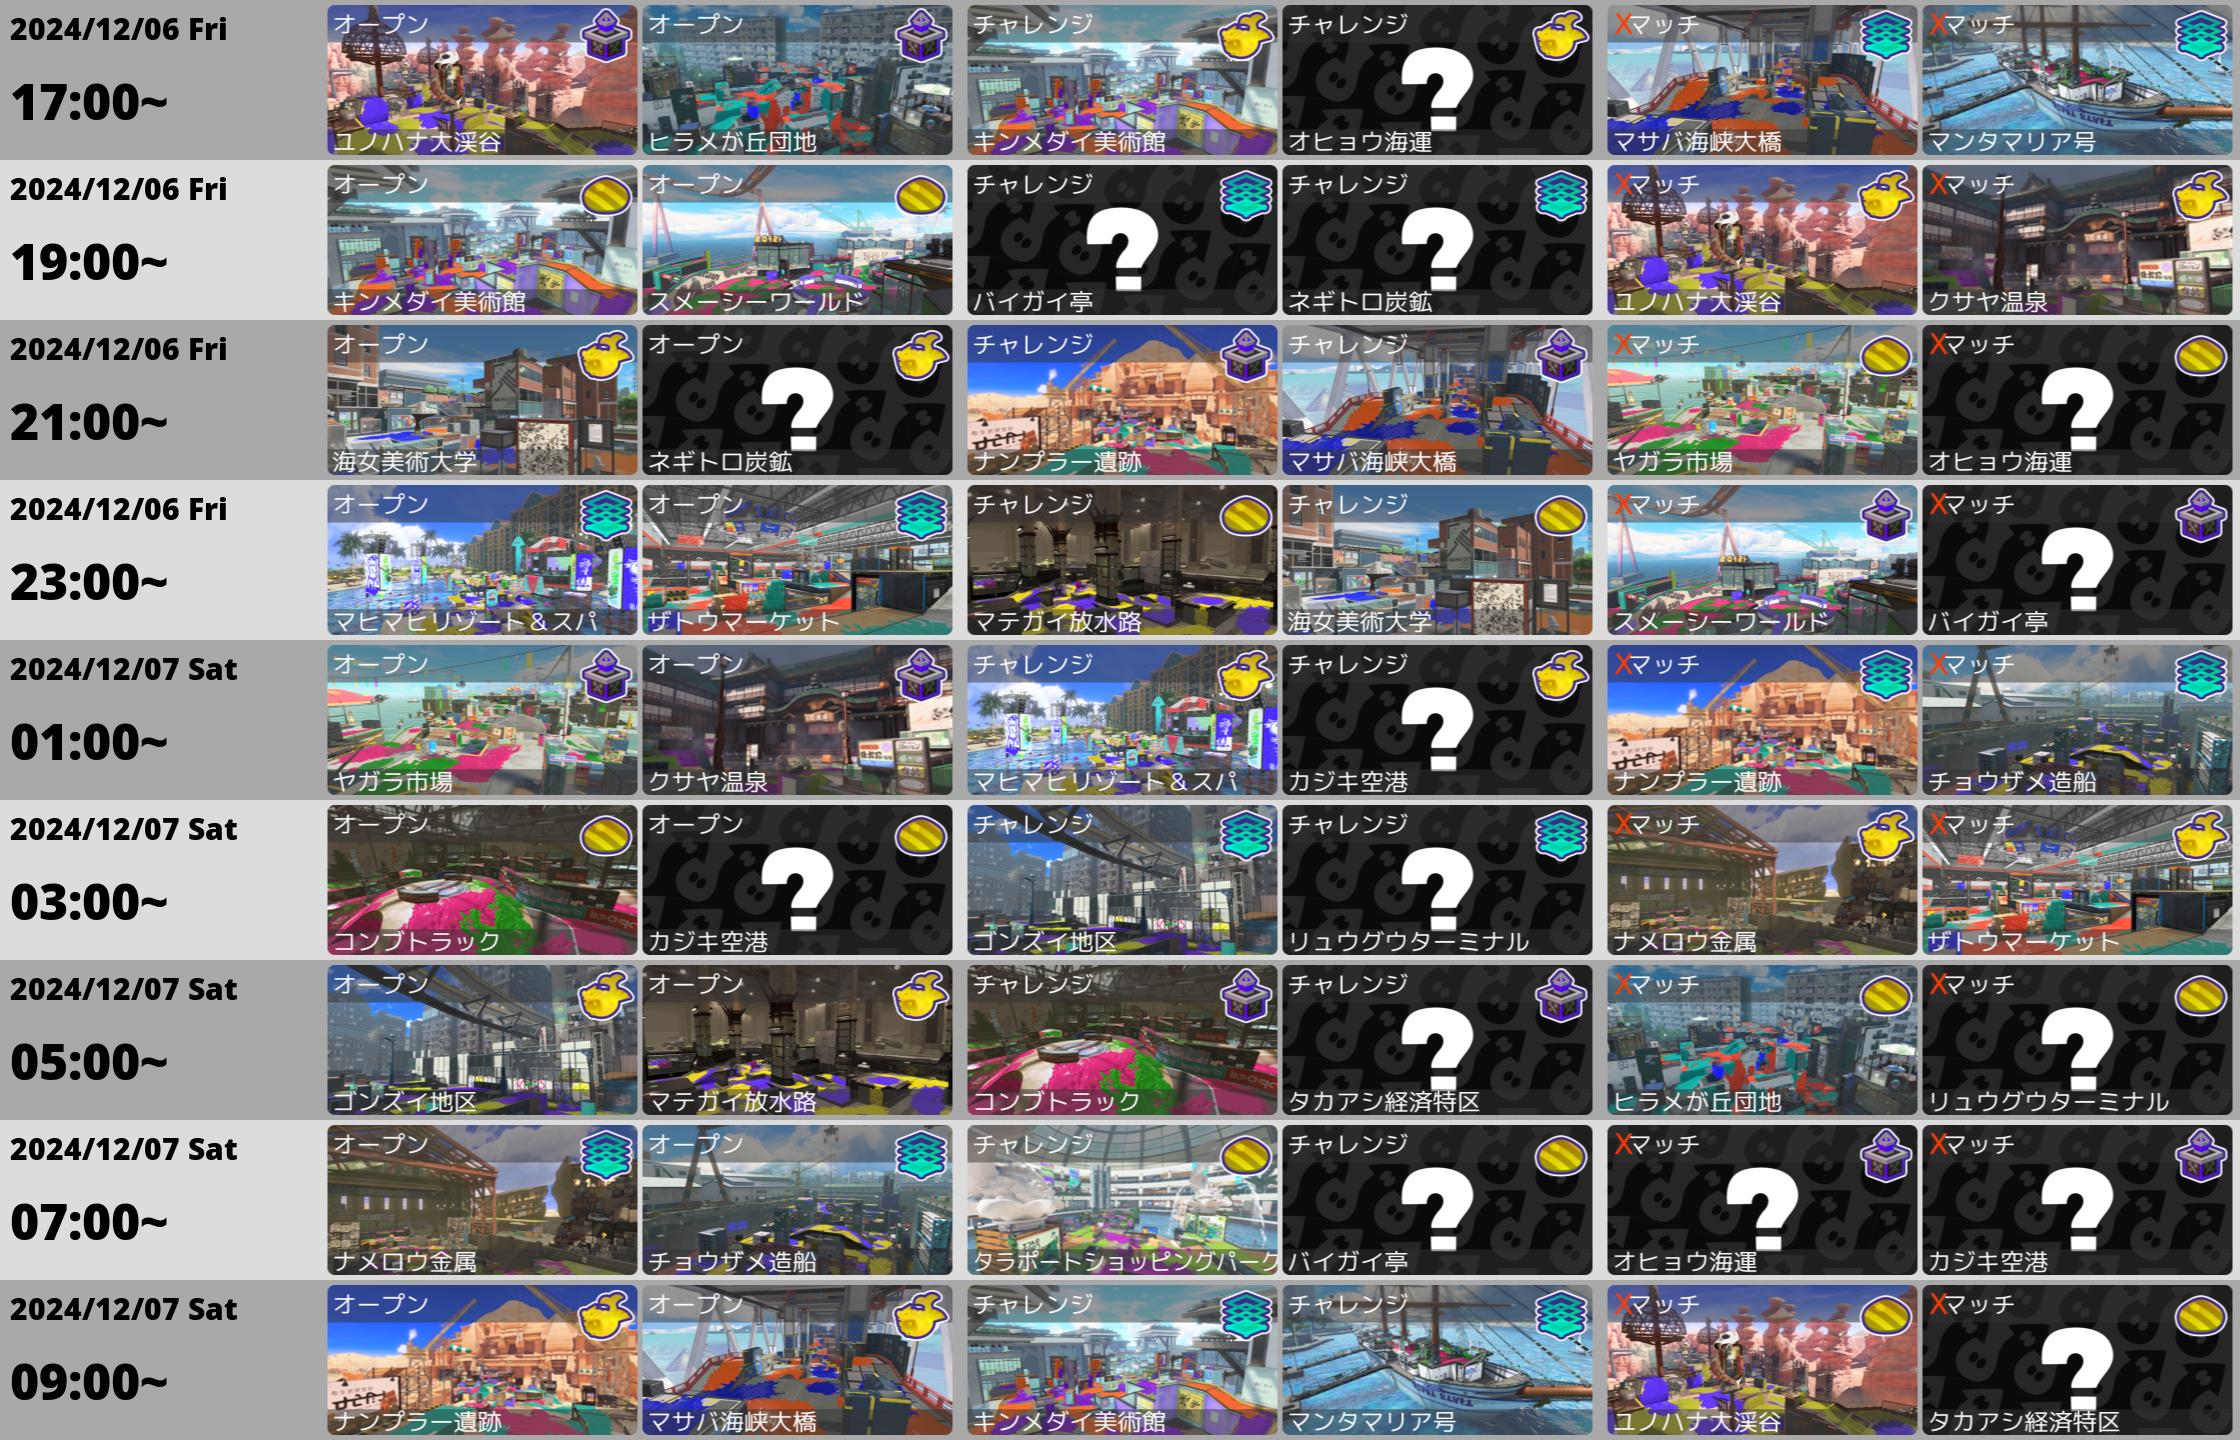 2024/12/06 Fri
17:00~
オープン
ユノハナ大渓谷
オープン
ヒラメが丘団地
チャレンジ
キンメダイ美術館
チャレンジ
?
オヒョウ海運
Xマッチ
マサバ海峡大橋
Xマッチ
マンタマリア号
2024/12/06 Fri
19:00~
オープン
キンメダイ美術館
オープン
スメーシーワールド
チャレンジ
?
バイガイ亭
チャレンジ
?
ネギトロ炭鉱
Xマッチ
ユノハナ大渓谷
Xマッチ
クサヤ温泉
2024/12/06 Fri
21:00~
オープン
海女美術大学
オープン
?
ネギトロ炭鉱
チャレンジ
ナンプラー遺跡
チャレンジ
マサバ海峡大橋
Xマッチ
ヤガラ市場
Xマッチ
?
オヒョウ海運
2024/12/06 Fri
23:00~
オープン
マヒマヒリゾート&スパ
オープン
ザトウマーケット
チャレンジ
マテガイ放水路
チャレンジ
海女美術大学
Xマッチ
スメーシーワールド
Xマッチ
?
バイガイ亭
2024/12/07 Sat
01:00~
オープン
ヤガラ市場
オープン
クサヤ温泉
チャレンジ
マヒマヒリゾート&スパ
チャレンジ
?
カジキ空港
Xマッチ
ナンプラー遺跡
Xマッチ
チョウザメ造船
2024/12/07 Sat
03:00~
オープン
コンブトラック
オープン
?
カジキ空港
チャレンジ
ゴンズイ地区
チャレンジ
?
リュウグウターミナル
Xマッチ
ナメロウ金属
Xマッチ
ザトウマーケット
2024/12/07 Sat
05:00~
オープン
ゴンズイ地区
オープン
マテガイ放水路
チャレンジ
コンブトラック
チャレンジ
?
タカアシ経済特区
Xマッチ
ヒラメが丘団地
Xマッチ
?
リュウグウターミナル
2024/12/07 Sat
07:00~
オープン
ナメロウ金属
オープン
チョウザメ造船
チャレンジ
タラポートショッピングパーク
チャレンジ
?
バイガイ亭
Xマッチ
?
オヒョウ海運
Xマッチ
?
カジキ空港
2024/12/07 Sat
09:00~
オープン
ナンプラー遺跡
オープン
マサバ海峡大橋
チャレンジ
キンメダイ美術館
チャレンジ
マンタマリア号
Xマッチ
ユノハナ大渓谷
Xマッチ
?
タカアシ経済特区